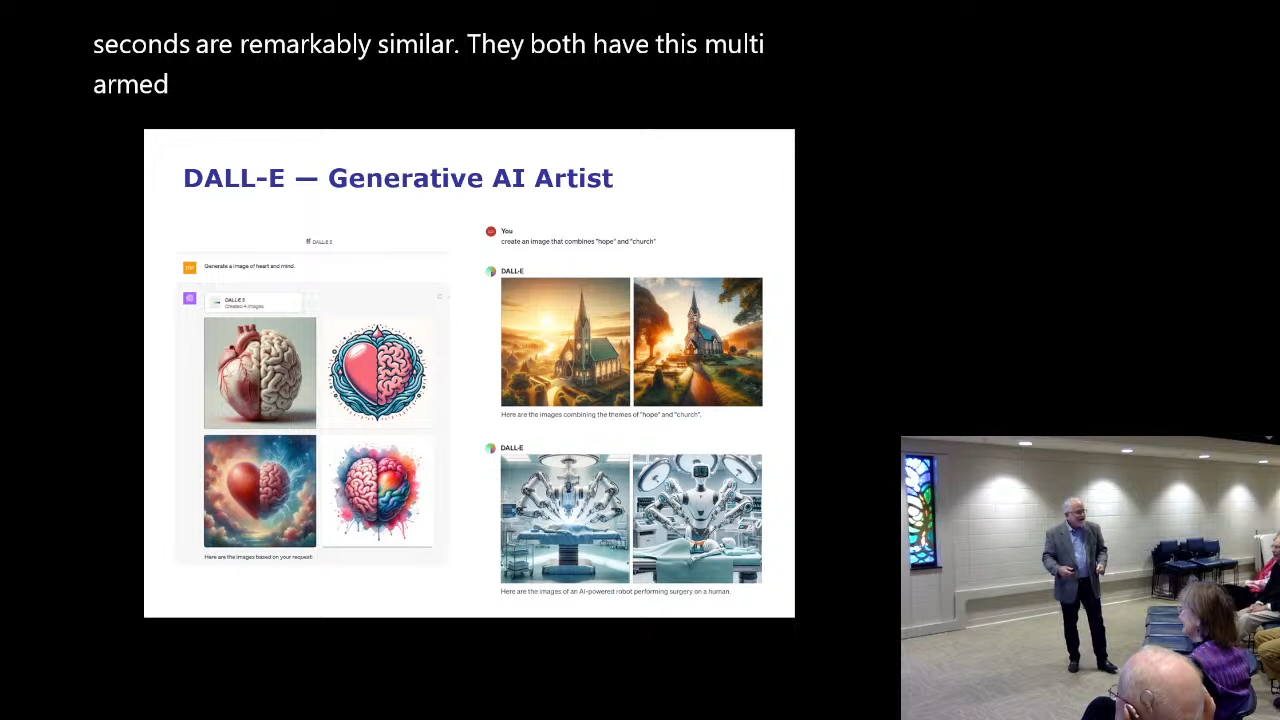 seconds are remarkably similar. They both have this multi
armed
DALL-E — Generative AI Artist
DALL·E
Generate a image of heart and mind.
DALL·E
Created 4 images
Here are the images based on your request:
You
create an image that combines "hope" and "church"
DALL·E
Here are the images combining the themes of "hope" and "church".
DALL·E
Here are the images of an AI-powered robot performing surgery on a human.